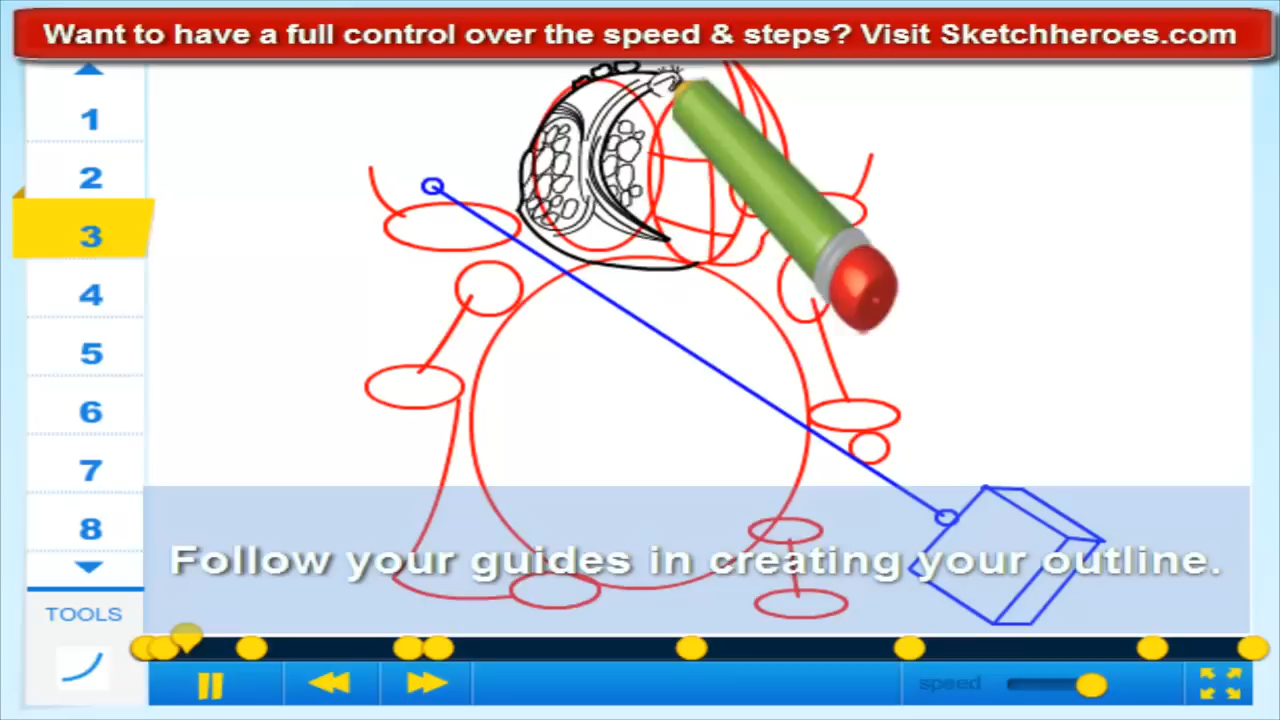 Want to have a full control over the speed & steps? Visit Sketchheroes.com
1
2
3
4
5
6
7
8
Follow your guides in creating your outline.
TOOLS
speed